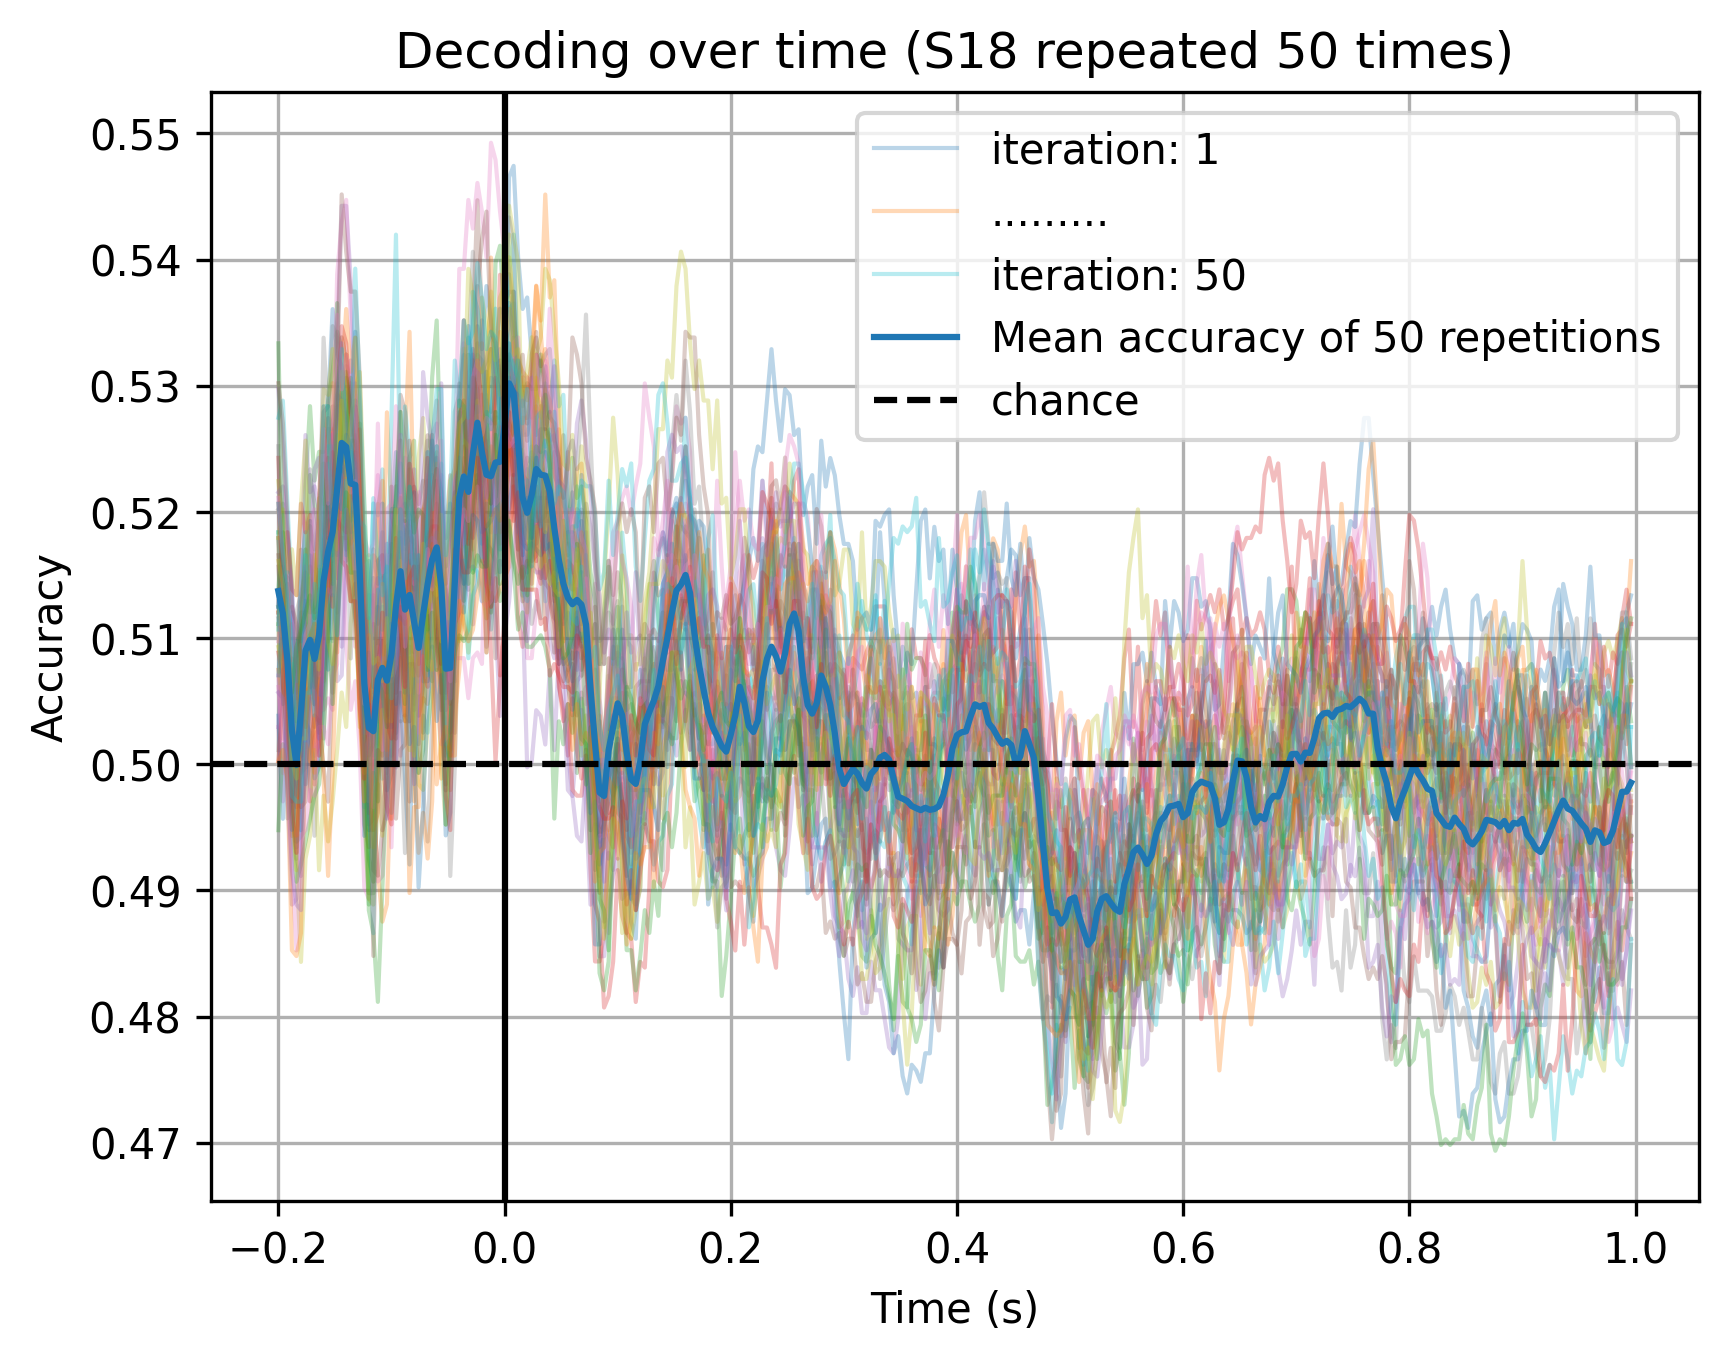 Decoding over time (S18 repeated 50 times)
0.55
0.54
0.53
0.52
0.51
0.50
0.49
0.48
0.47
Accuracy
iteration: 1
.........
iteration: 50
Mean accuracy of 50 repetitions
chance
−0.2 0.0 0.2 0.4 0.6 0.8 1.0
Time (s)